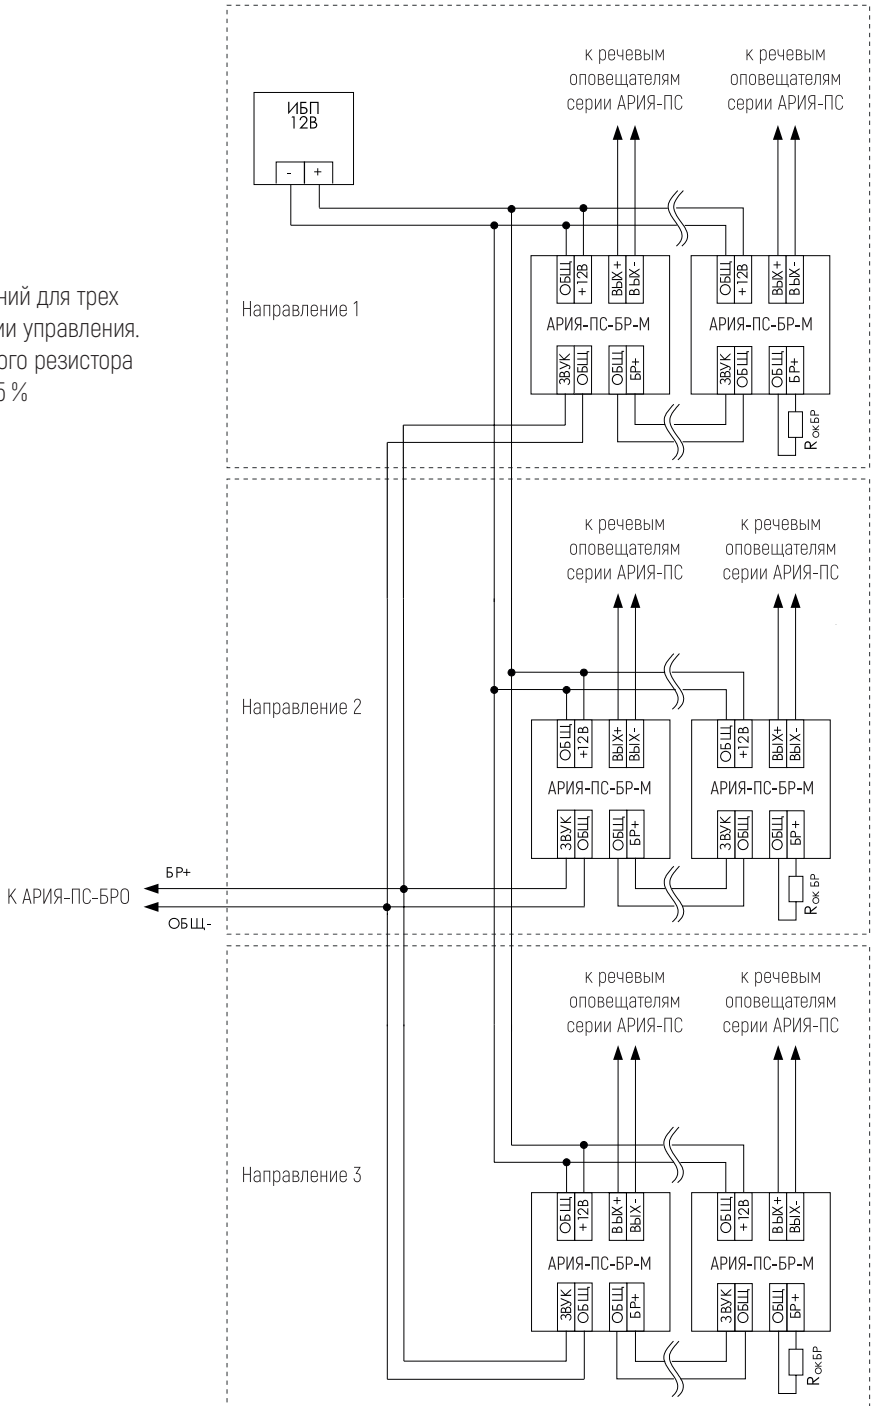 ний для трех
ии управления.
ого резистора
5 %
К АРИЯ-ПС-БРО
БР+
ОБЩ-
ИБП
12В
- +
к речевым
оповещателям
серии АРИЯ-ПС
к речевым
оповещателям
серии АРИЯ-ПС
Направление 1
ОБЩ
+12В
ВЫХ+
ВЫХ-
АРИЯ-ПС-БР-М
ЗВУК
ОБЩ
ОБЩ
БР+
ОБЩ
+12В
ВЫХ+
ВЫХ-
АРИЯ-ПС-БР-М
ЗВУК
ОБЩ
ОБЩ
БР+
R ОК БР
к речевым
оповещателям
серии АРИЯ-ПС
к речевым
оповещателям
серии АРИЯ-ПС
Направление 2
ОБЩ
+12В
ВЫХ+
ВЫХ-
АРИЯ-ПС-БР-М
ЗВУК
ОБЩ
ОБЩ
БР+
ОБЩ
+12В
ВЫХ+
ВЫХ-
АРИЯ-ПС-БР-М
ЗВУК
ОБЩ
ОБЩ
БР+
R ОК БР
к речевым
оповещателям
серии АРИЯ-ПС
к речевым
оповещателям
серии АРИЯ-ПС
Направление 3
ОБЩ
+12В
ВЫХ+
ВЫХ-
АРИЯ-ПС-БР-М
ЗВУК
ОБЩ
ОБЩ
БР+
ОБЩ
+12В
ВЫХ+
ВЫХ-
АРИЯ-ПС-БР-М
ЗВУК
ОБЩ
ОБЩ
БР+
R ОК БР